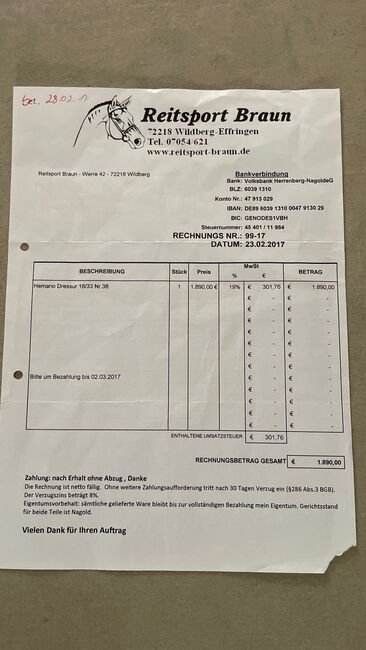 bez. 28.02.17
Reitsport Braun
72218 Wildberg-Effringen
Tel. 07054/621
www.reitsport-braun.de
Reitsport Braun - Werre 42 - 72218 Wildberg
Bankverbindung
Bank: Volksbank Herrenberg-NagoldeG
BLZ: 6039 1310
Konto Nr.: 47 913 029
IBAN: DE89 6039 1310 0047 9130 29
BIC: GENODES1VBH
Steuernummer: 45 401 / 11 984
RECHNUNGS NR.: 99-17
DATUM: 23.02.2017
BESCHREIBUNG Stück Preis MwSt % € BETRAG
Hemano Dressur 18/33 Nr.38 1 1.890,00 € 19% € 301,76 € 1.890,00
€ - € -
€ - € -
€ - € -
€ - € -
€ - € -
€ - € -
€ - € -
Bitte um Bezahlung bis 02.03.2017 € - € -
€ - € -
€ - € -
€ - € -
€ - € -
ENTHALTENE UMSATZSTEUER € 301,76
RECHNUNGSBETRAG GESAMT € 1.890,00
Zahlung: nach Erhalt ohne Abzug , Danke
Die Rechnung ist netto fällig. Ohne weitere Zahlungsaufforderung tritt nach 30 Tagen Verzug ein (§286 Abs.3 BGB).
Der Verzugszins beträgt 8%.
Eigentumsvorbehalt: sämtliche gelieferte Ware bleibt bis zur vollständigen Bezahlung mein Eigentum. Gerichtsstand
für beide Teile ist Nagold.
Vielen Dank für Ihren Auftrag